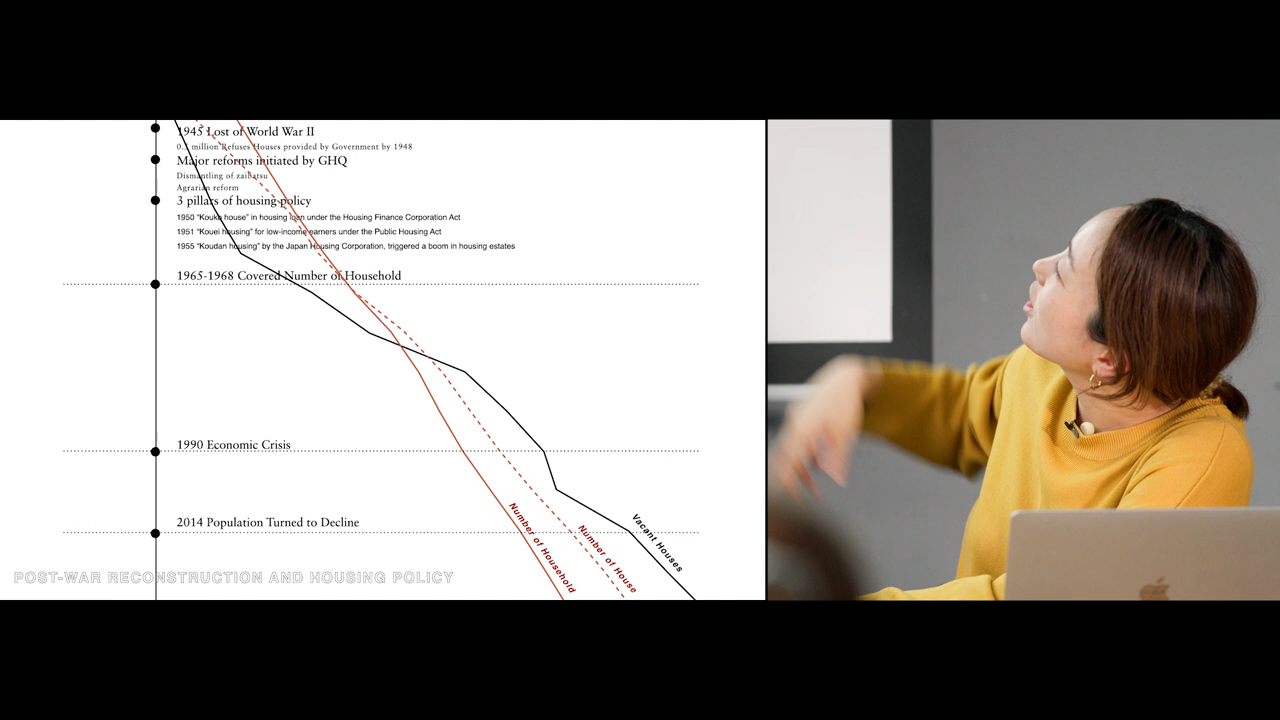 1945 Lost of World War II
0.3 million Refuses Houses provided by Government by 1948
Major reforms initiated by GHQ
Dismantling of zaibatsu
Agrarian reform
3 pillars of housing policy
1950 “Kouko house” in housing loan under the Housing Finance Corporation Act
1951 “Kouei housing” for low-income earners under the Public Housing Act
1955 “Koudan housing” by the Japan Housing Corporation, triggered a boom in housing estates
1965-1968 Covered Number of Household
1990 Economic Crisis
2014 Population Turned to Decline
Number of Household
Number of House
Vacant Houses
POST-WAR RECONSTRUCTION AND HOUSING POLICY